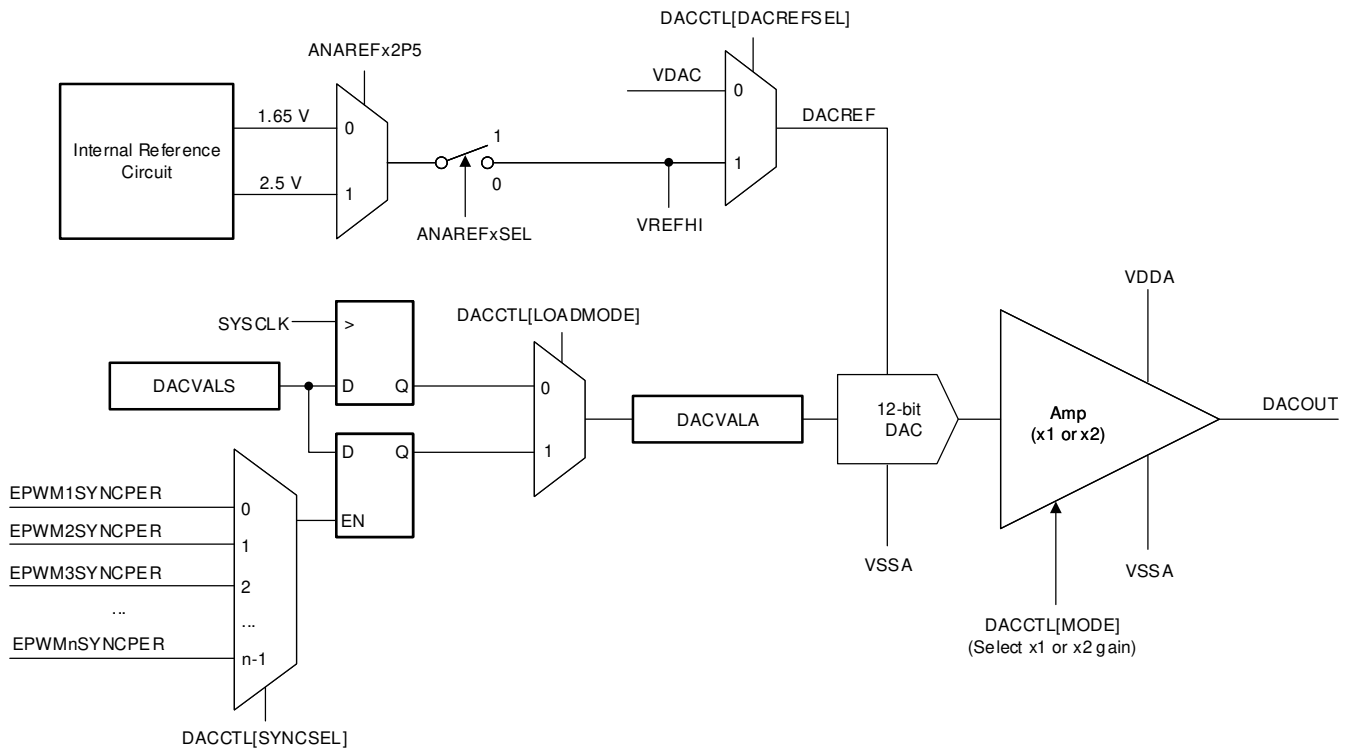 DACCTL[DACREFSEL]
ANAREFx2P5
VDAC
0
DACREF
1.65 V
0
1
Internal Reference
Circuit
1
2.5 V
1
0
VREFHI
ANAREFxSEL
VDDA
SYSCLK
>
DACCTL[LOADMODE]
DACVALS
D
Q
0
DACVALA
12-bit
DAC
Amp
(x1 or x2)
DACOUT
D
Q
1
EPWM1SYNCPER
0
EN
EPWM2SYNCPER
1
EPWM3SYNCPER
2
VSSA
VSSA
...
...
DACCTL[MODE]
(Select x1 or x2 gain)
EPWMnSYNCPER
n-1
DACCTL[SYNCSEL]